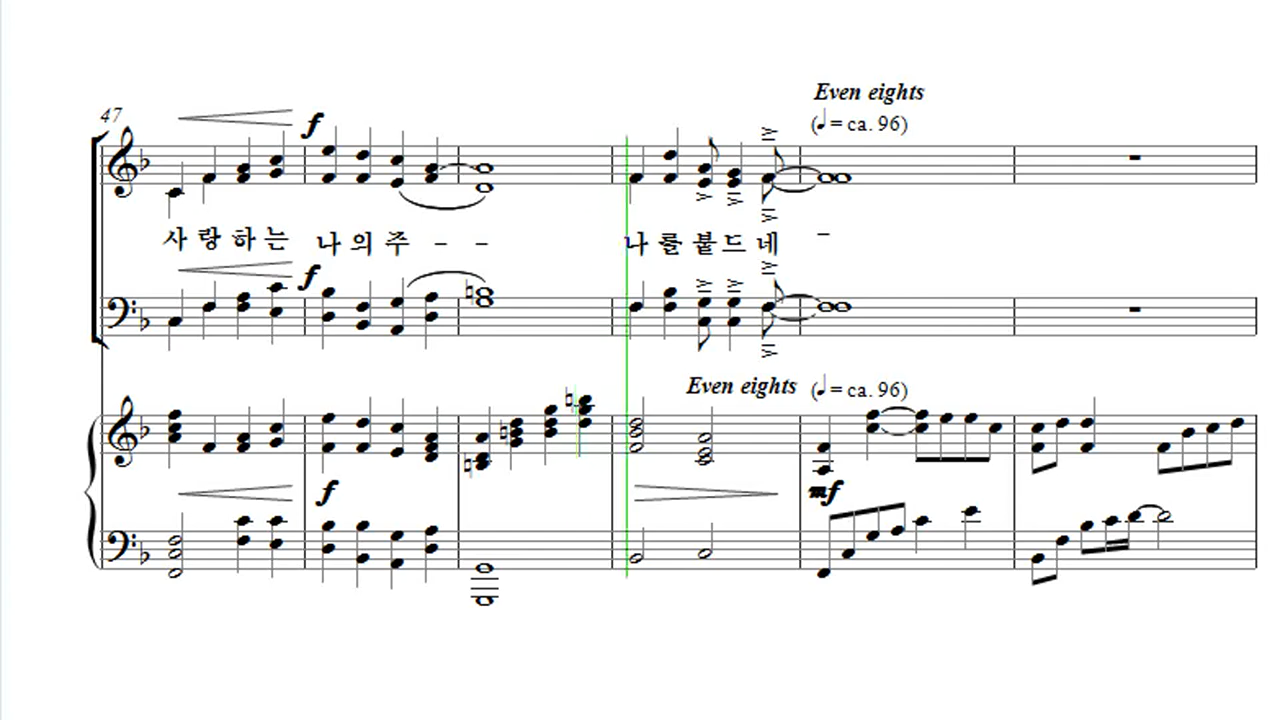 Even eights
47
(♩ = ca. 96)
f
사 랑 하 는 나 의 주 - - 나 를 붙 드 네 -
f
Even eights (♩ = ca. 96)
f
mf